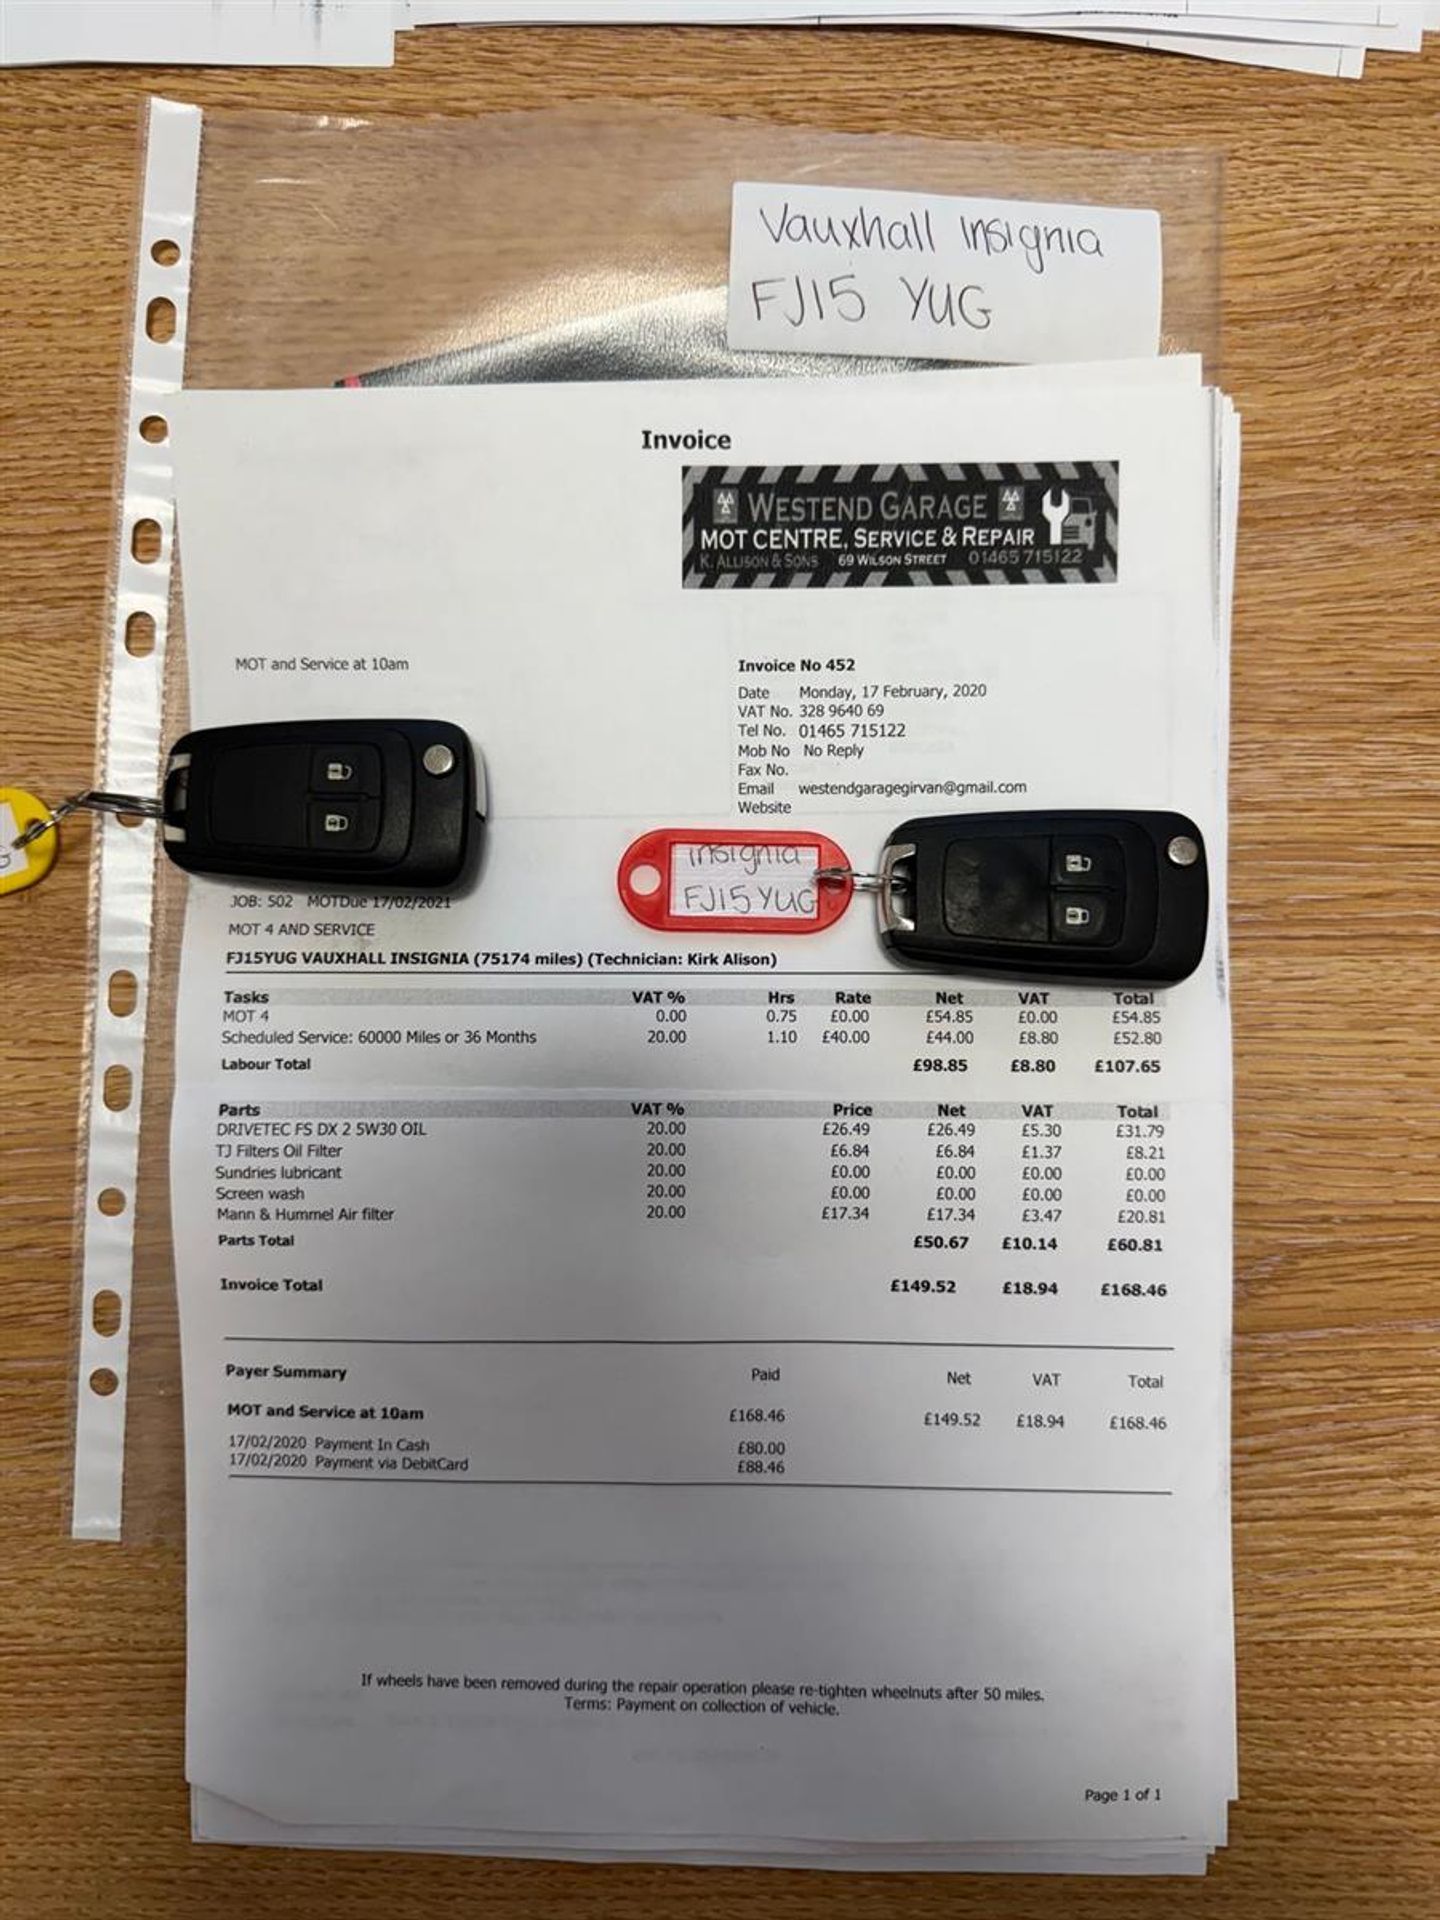 Vauxhall Insignia
FJ15 YUG
Invoice
WESTEND GARAGE
MOT CENTRE, SERVICE & REPAIR
K. ALLISON & SONS 69 WILSON STREET 01465 715122
MOT and Service at 10am
Invoice No 452
Date Monday, 17 February, 2020
VAT No. 328 9640 69
Tel No. 01465 715122
Mob No No Reply
Fax No.
Email westendgaragegirvan@gmail.com
Website
insignia
FJ15 YUG
G
JOB: 502 MOTDue 17/02/2021
MOT 4 AND SERVICE
FJ15YUG VAUXHALL INSIGNIA (75174 miles) (Technician: Kirk Alison)
Tasks VAT % Hrs Rate Net VAT Total
MOT 4 0.00 0.75 £0.00 £54.85 £0.00 £54.85
Scheduled Service: 60000 Miles or 36 Months 20.00 1.10 £40.00 £44.00 £8.80 £52.80
Labour Total £98.85 £8.80 £107.65
Parts VAT % Price Net VAT Total
DRIVETEC FS DX 2 5W30 OIL 20.00 £26.49 £26.49 £5.30 £31.79
TJ Filters Oil Filter 20.00 £6.84 £6.84 £1.37 £8.21
Sundries lubricant 20.00 £0.00 £0.00 £0.00 £0.00
Screen wash 20.00 £0.00 £0.00 £0.00 £0.00
Mann & Hummel Air filter 20.00 £17.34 £17.34 £3.47 £20.81
Parts Total £50.67 £10.14 £60.81
Invoice Total £149.52 £18.94 £168.46
Payer Summary Paid Net VAT Total
MOT and Service at 10am £168.46 £149.52 £18.94 £168.46
17/02/2020 Payment In Cash £80.00
17/02/2020 Payment via DebitCard £88.46
If wheels have been removed during the repair operation please re-tighten wheelnuts after 50 miles.
Terms: Payment on collection of vehicle.
Page 1 of 1